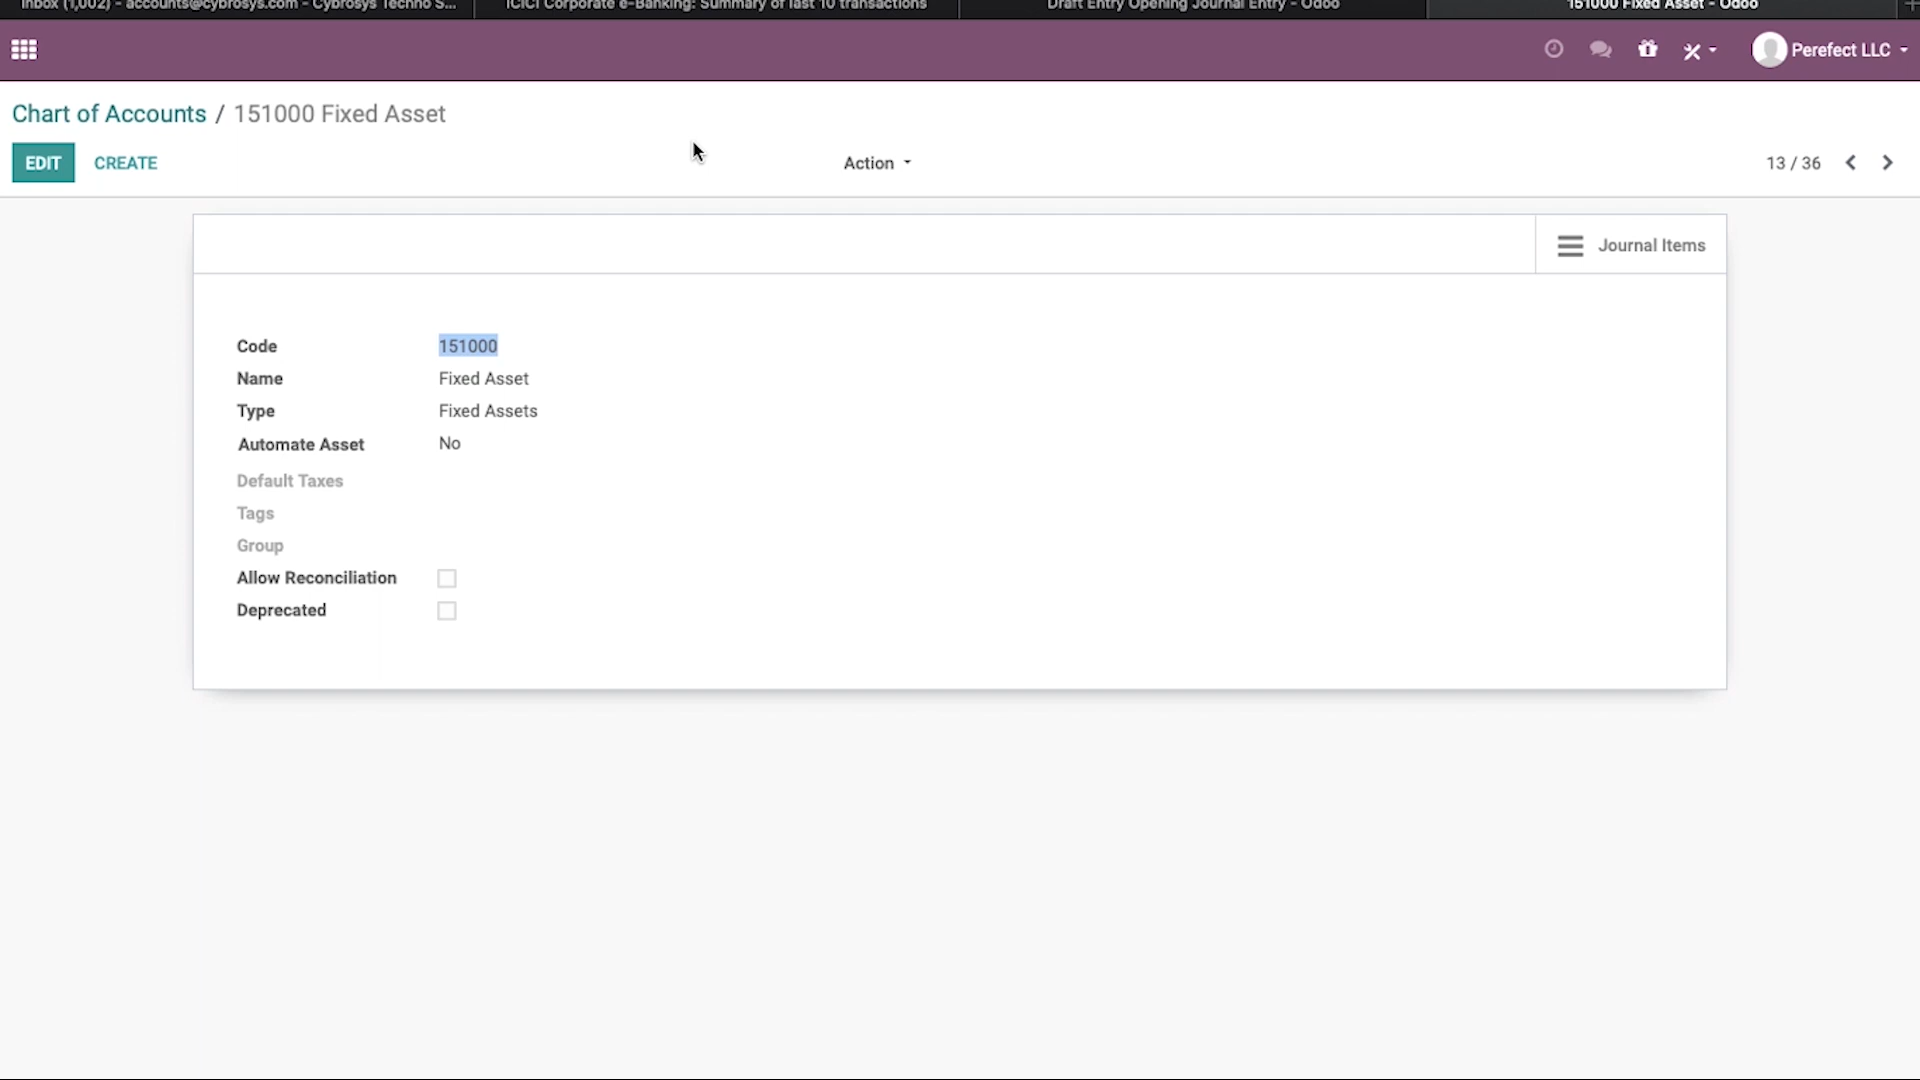 Inbox (1,002) - accounts@cybrosys.com - Cybrosys Techno S...
ICICI Corporate e-Banking: Summary of last 10 transactions
Draft Entry Opening Journal Entry - Odoo
151000 Fixed Asset - Odoo
Perefect LLC
Chart of Accounts / 151000 Fixed Asset
EDIT CREATE
Action
13 / 36
Journal Items
Code 151000
Name Fixed Asset
Type Fixed Assets
Automate Asset No
Default Taxes
Tags
Group
Allow Reconciliation
Deprecated